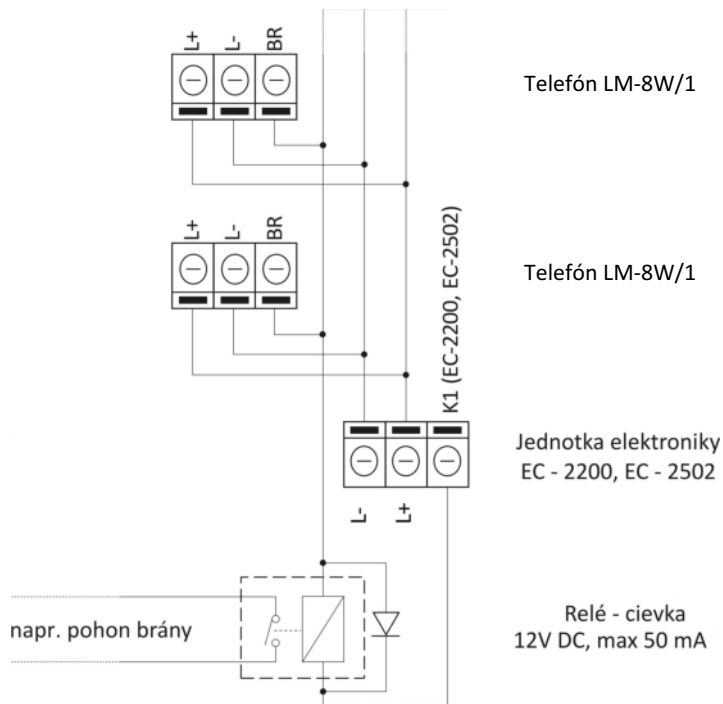 L+ L- BR
Telefón LM-8W/1
L+ L- BR
Telefón LM-8W/1
K1 (EC-2200, EC-2502)
Jednotka elektroniky
EC - 2200, EC - 2502
L- L+
napr. pohon brány
Relé - cievka
12V DC, max 50 mA